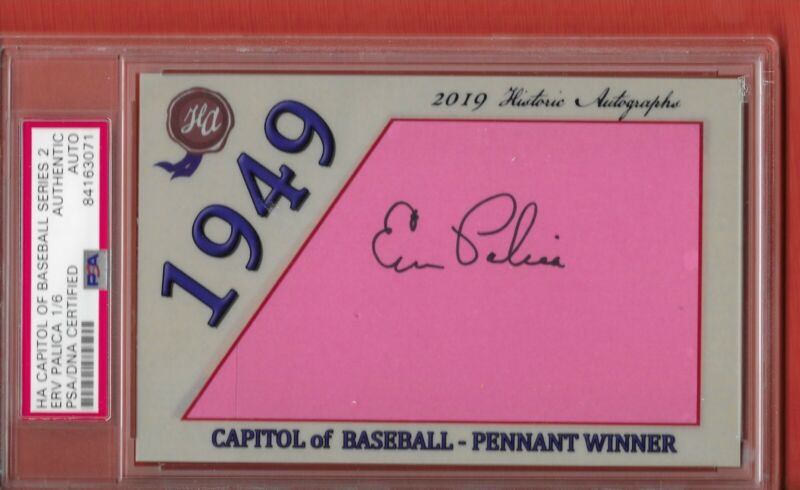 HA CAPITOL OF BASEBALL SERIES 2
ERV PALICA 1/6 AUTHENTIC
AUTO
PSA/DNA CERTIFIED 84163071
PSA
HA
1949
2019 Historic Autographs
Erv Palica
CAPITOL of BASEBALL - PENNANT WINNER